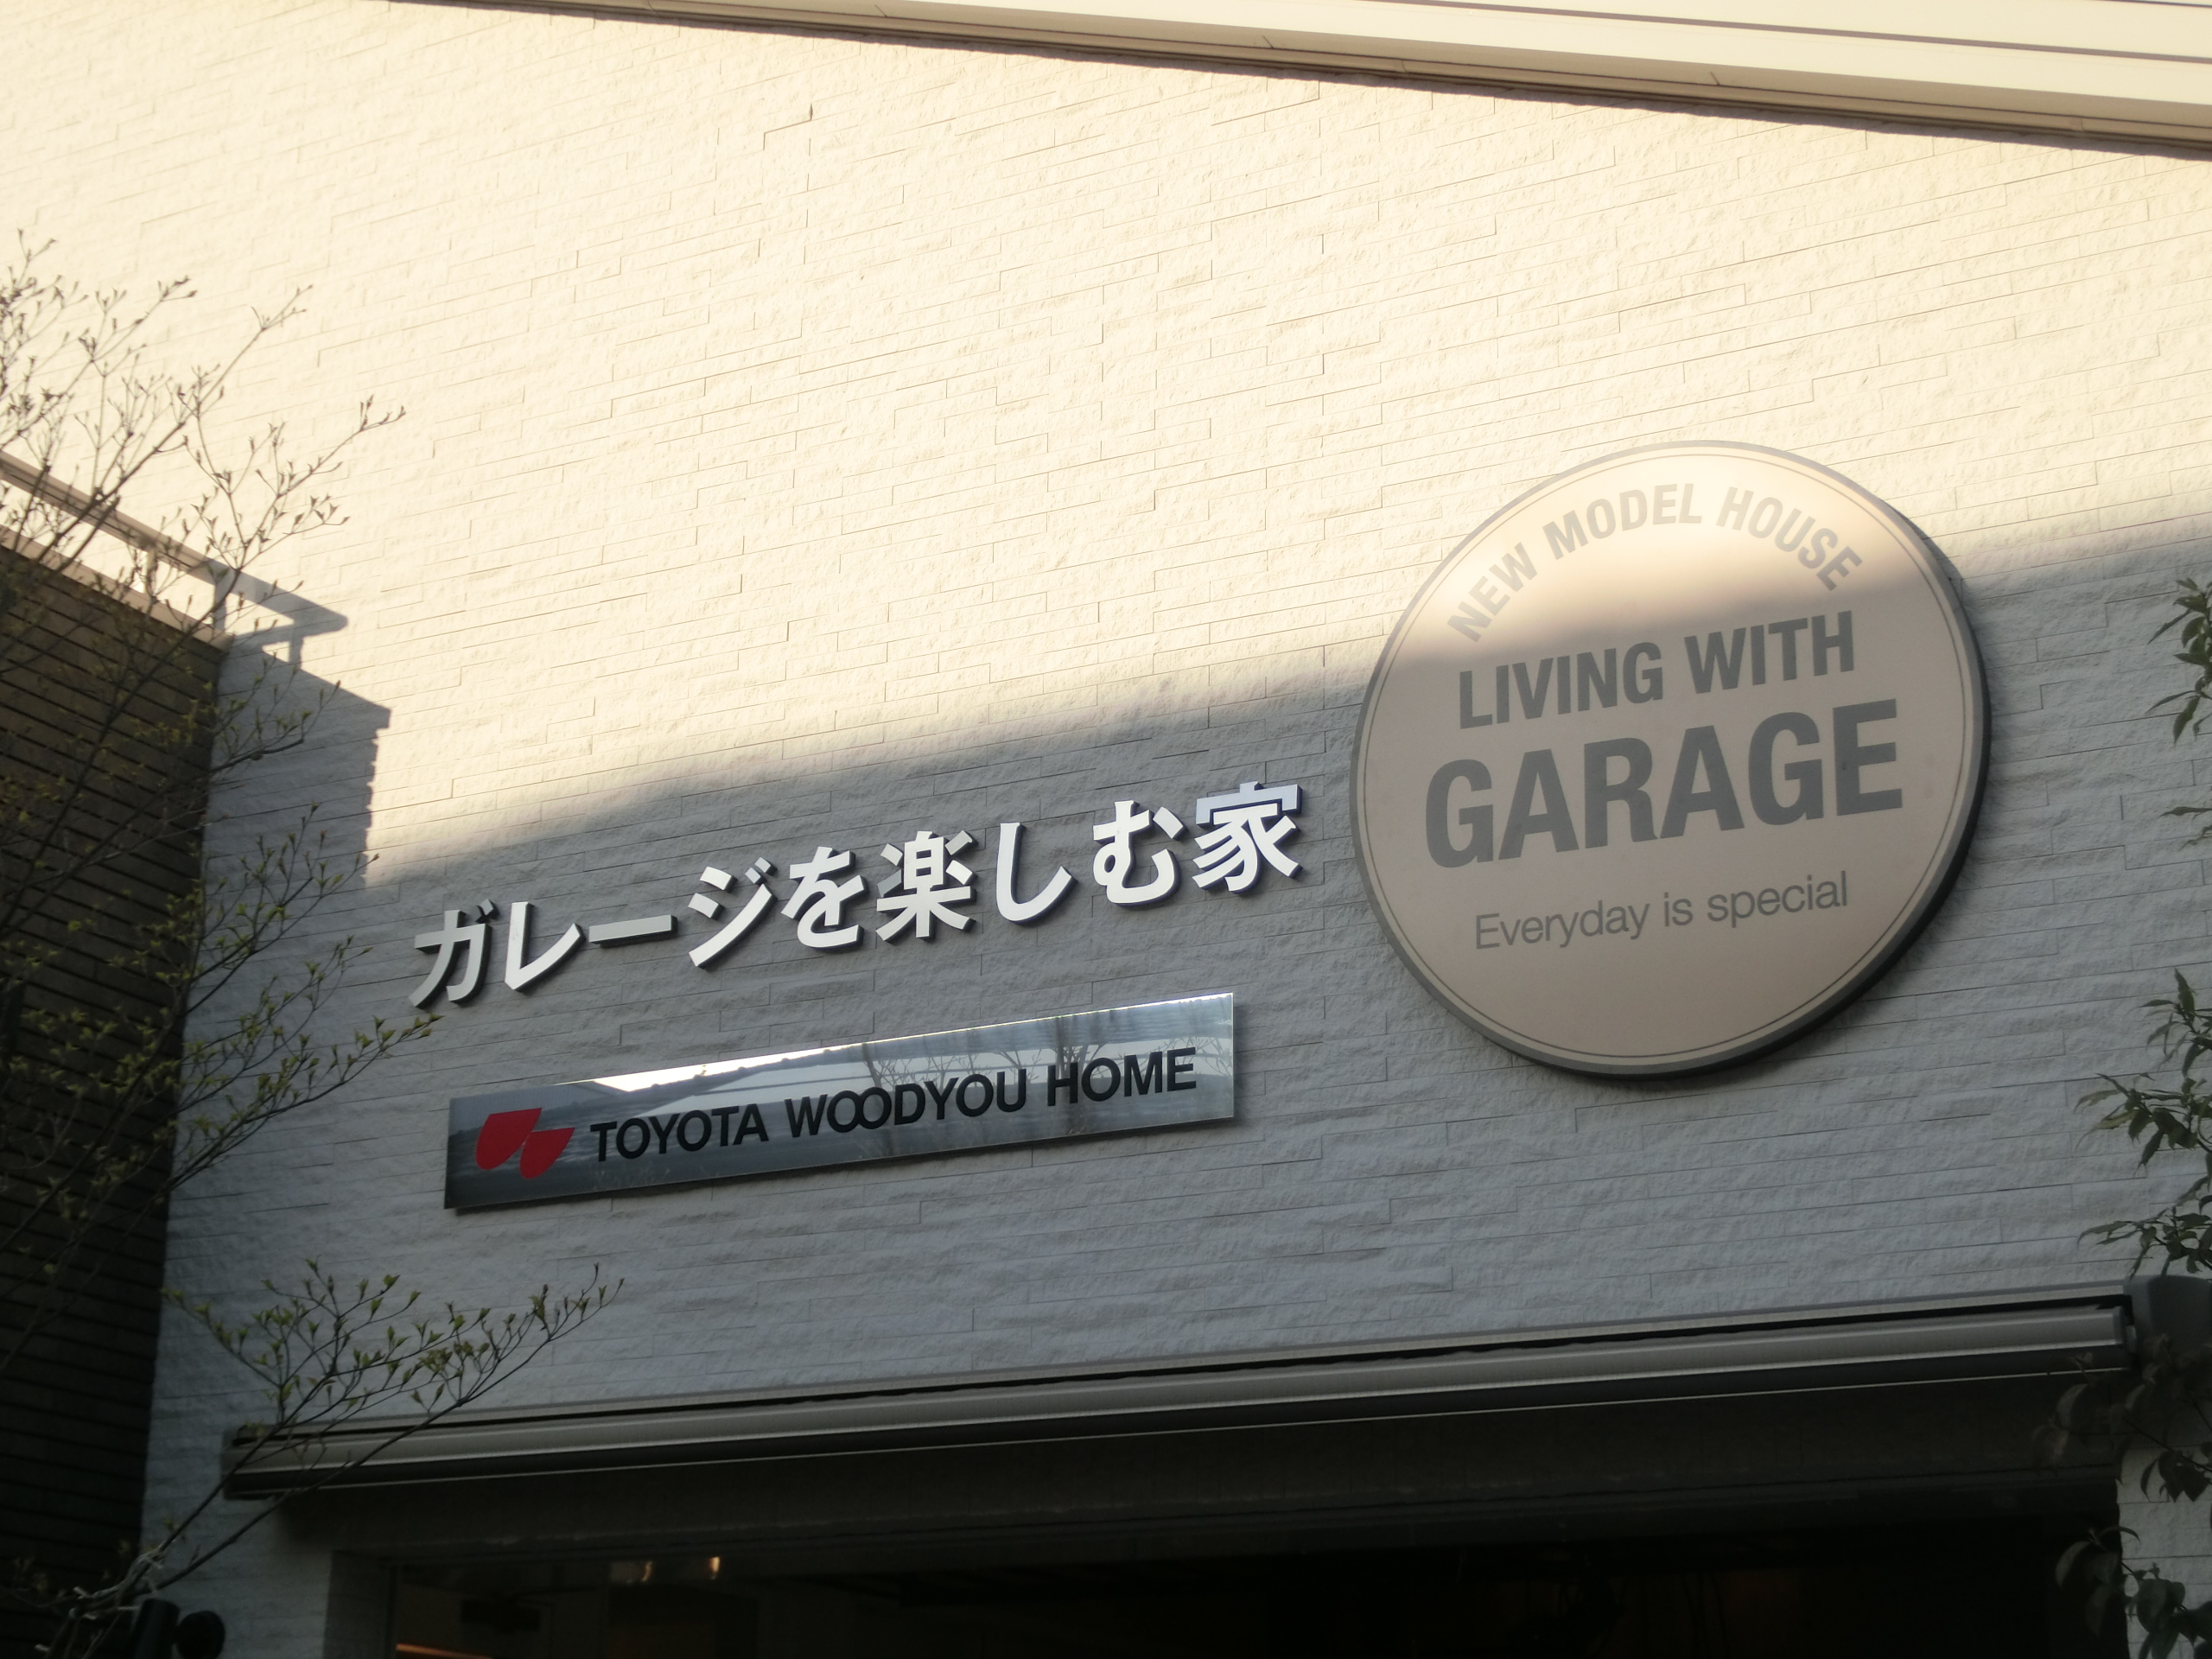 ガレージを楽しむ家
TOYOTA WOODYOU HOME
NEW MODEL HOUSE
LIVING WITH
GARAGE
Everyday is special